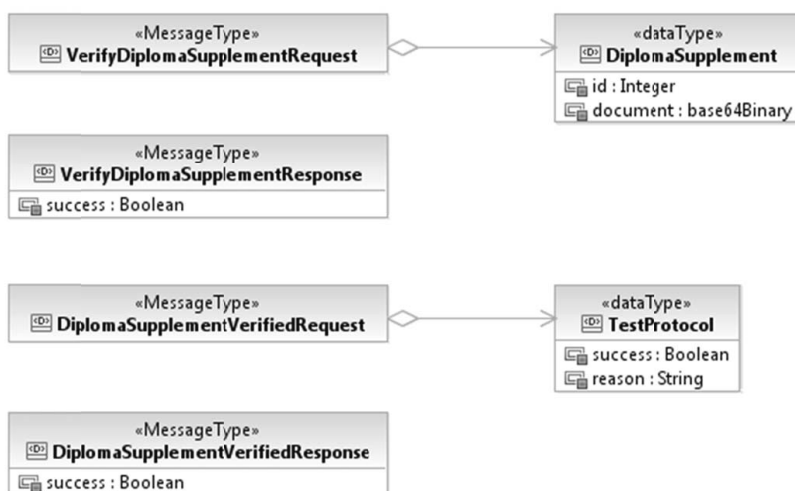 «MessageType»
VerifyDiplomaSupplementRequest
«dataType»
DiplomaSupplement
id : Integer
document : base64Binary
«MessageType»
VerifyDiplomaSupplementResponse
success : Boolean
«MessageType»
DiplomaSupplementVerifiedRequest
«dataType»
TestProtocol
success : Boolean
reason : String
«MessageType»
DiplomaSupplementVerifiedResponse
success : Boolean